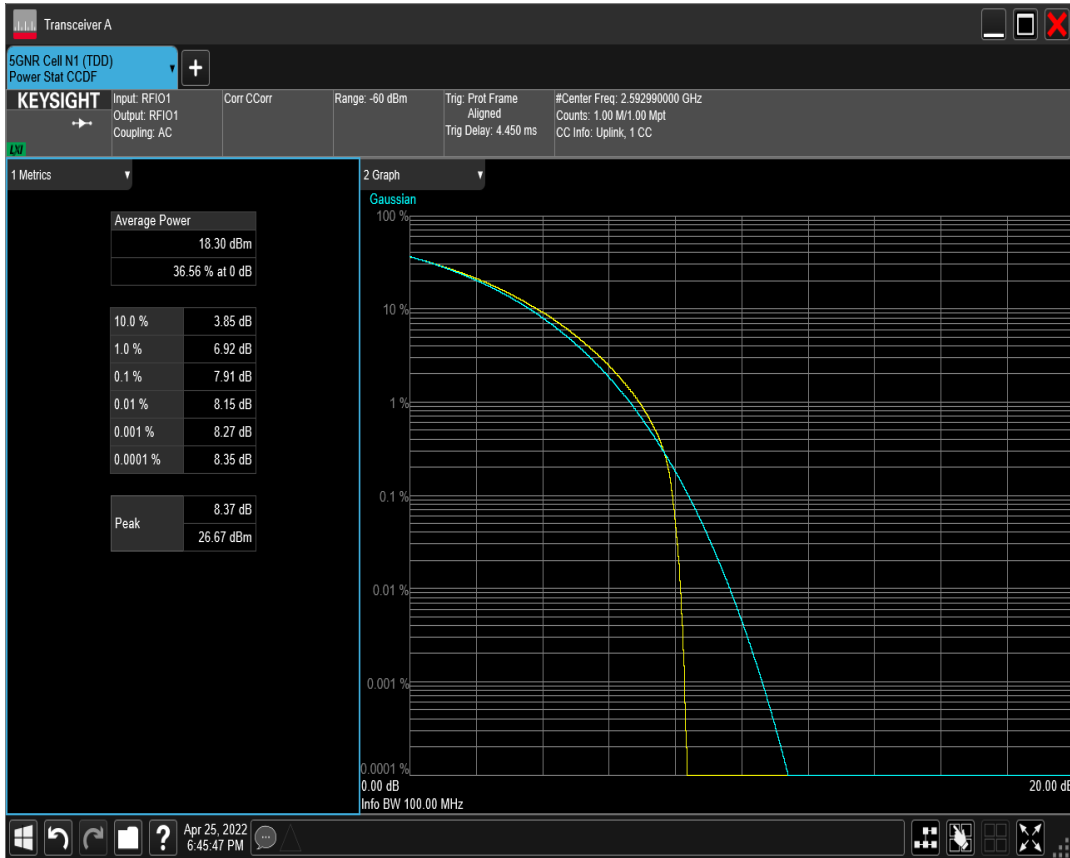 Transceiver A
5GNR Cell N1 (TDD)
Power Stat CCDF
+
KEYSIGHT
LXI
Input: RFIO1
Output: RFIO1
Coupling: AC
Corr CCorr
Range: -60 dBm
Trig: Prot Frame
Aligned
Trig Delay: 4.450 ms
#Center Freq: 2.592990000 GHz
Counts: 1.00 M/1.00 Mpt
CC Info: Uplink, 1 CC
1 Metrics
Average Power
18.30 dBm
36.56 % at 0 dB
10.0 % 3.85 dB
1.0 % 6.92 dB
0.1 % 7.91 dB
0.01 % 8.15 dB
0.001 % 8.27 dB
0.0001 % 8.35 dB
Peak
8.37 dB
26.67 dBm
2 Graph
Gaussian
100 %
10 %
1 %
0.1 %
0.01 %
0.001 %
0.0001 %
0.00 dB 20.00 dB
Info BW 100.00 MHz
?
Apr 25, 2022
6:45:47 PM